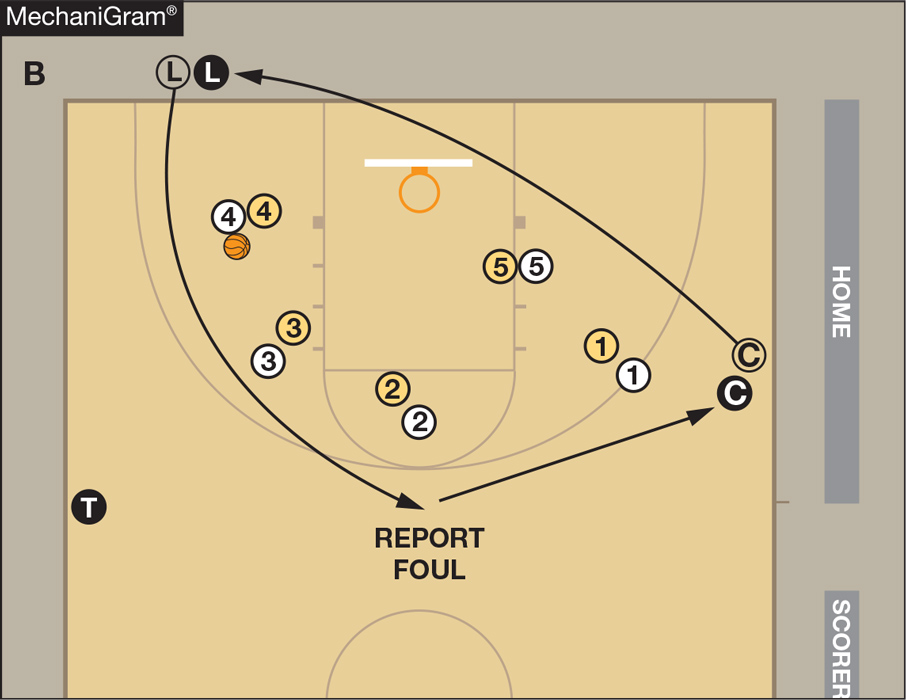 MechaniGram®
B
L
L
4
4
5
5
HOME
3
3
1
1
C
C
2
2
T
REPORT
FOUL
SCORER